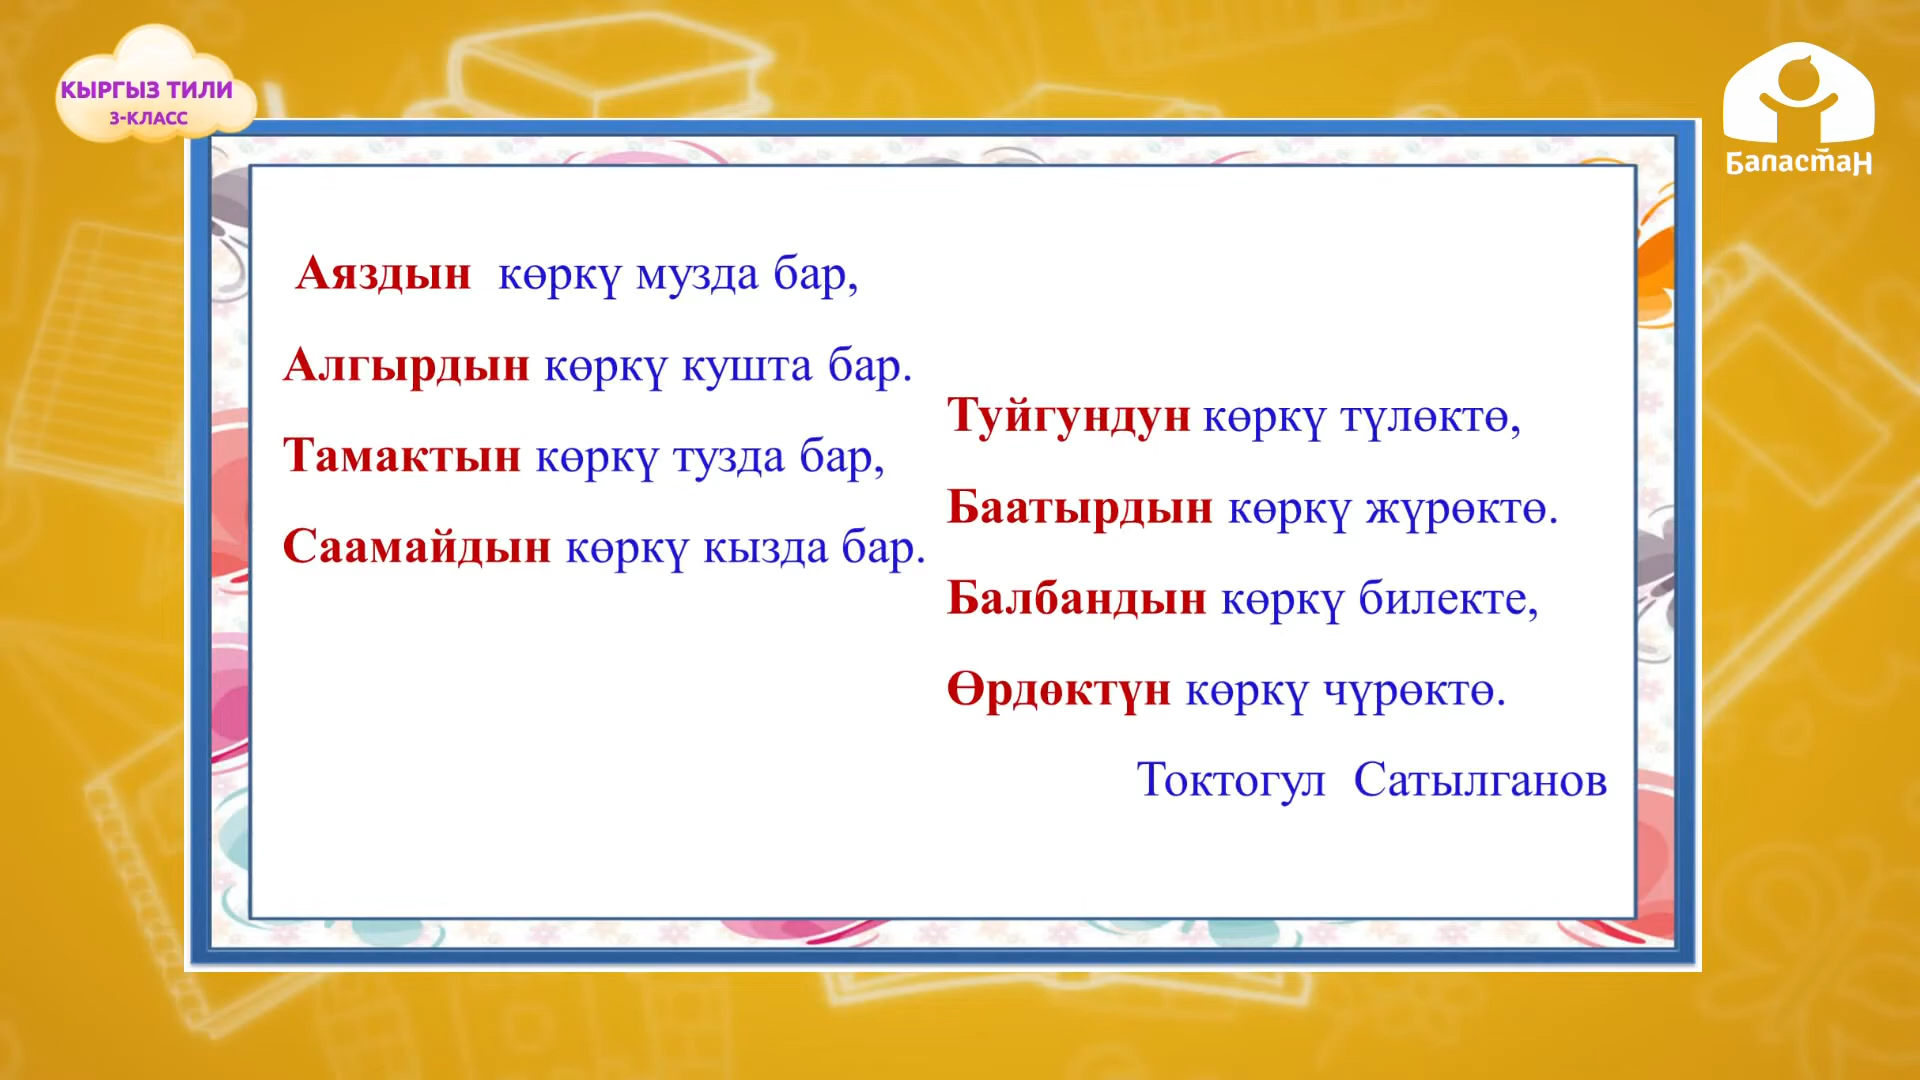 КЫРГЫЗ ТИЛИ
3-КЛАСС
Баластан
Аяздын көркү музда бар,
Алгырдын көркү кушта бар.
Тамактын көркү тузда бар,
Саамайдын көркү кызда бар.
Туйгундун көркү түлөктө,
Баатырдын көркү жүрөктө.
Балбандын көркү билекте,
Өрдөктүн көркү чүрөктө.
Токтогул Сатылганов